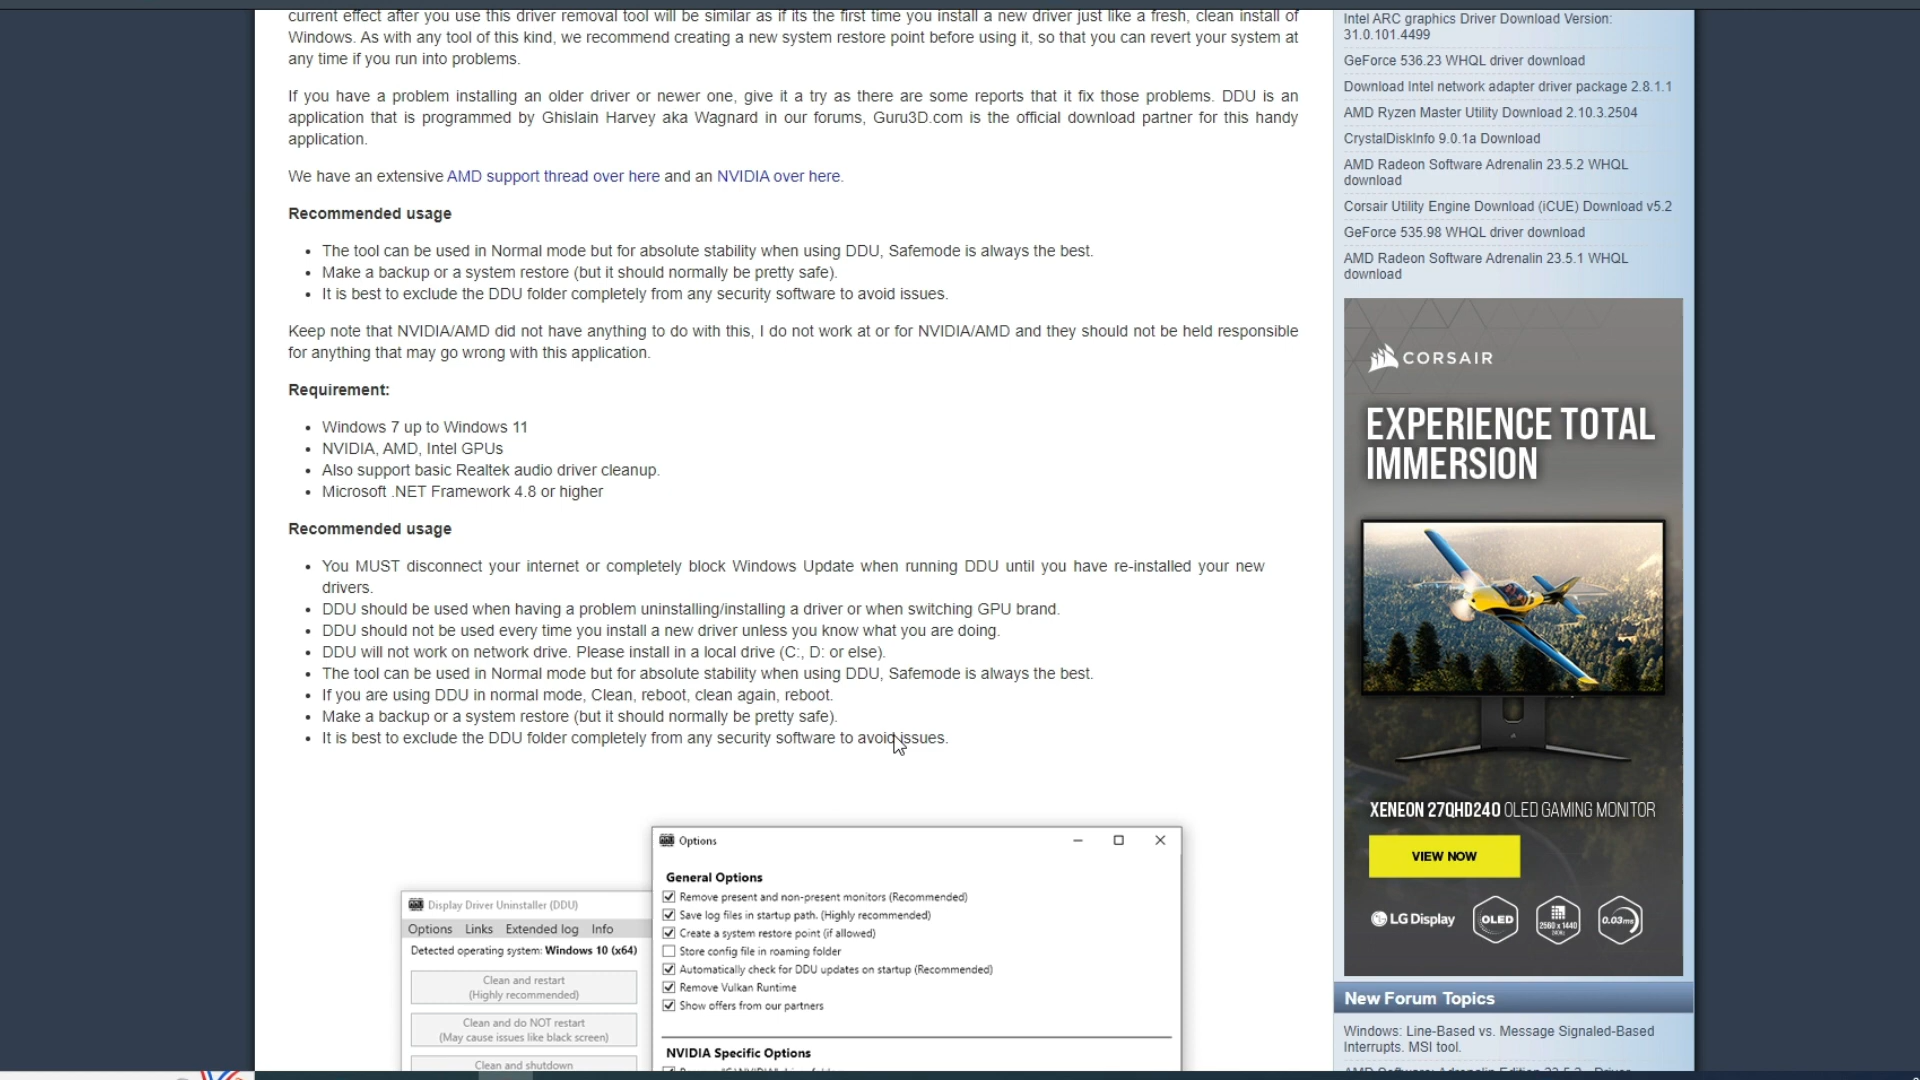 current effect after you use this driver removal tool will be similar as if its the first time you install a new driver just like a fresh, clean install of
Windows. As with any tool of this kind, we recommend creating a new system restore point before using it, so that you can revert your system at
any time if you run into problems.
If you have a problem installing an older driver or newer one, give it a try as there are some reports that it fix those problems. DDU is an
application that is programmed by Ghislain Harvey aka Wagnard in our forums, Guru3D.com is the official download partner for this handy
application.
We have an extensive AMD support thread over here and an NVIDIA over here.
Recommended usage
• The tool can be used in Normal mode but for absolute stability when using DDU, Safemode is always the best.
• Make a backup or a system restore (but it should normally be pretty safe).
• It is best to exclude the DDU folder completely from any security software to avoid issues.
Keep note that NVIDIA/AMD did not have anything to do with this, I do not work at or for NVIDIA/AMD and they should not be held responsible
for anything that may go wrong with this application.
Requirement:
• Windows 7 up to Windows 11
• NVIDIA, AMD, Intel GPUs
• Also support basic Realtek audio driver cleanup.
• Microsoft .NET Framework 4.8 or higher
Recommended usage
• You MUST disconnect your internet or completely block Windows Update when running DDU until you have re-installed your new
drivers.
• DDU should be used when having a problem uninstalling/installing a driver or when switching GPU brand.
• DDU should not be used every time you install a new driver unless you know what you are doing.
• DDU will not work on network drive. Please install in a local drive (C:, D: or else).
• The tool can be used in Normal mode but for absolute stability when using DDU, Safemode is always the best.
• If you are using DDU in normal mode, Clean, reboot, clean again, reboot.
• Make a backup or a system restore (but it should normally be pretty safe).
• It is best to exclude the DDU folder completely from any security software to avoid issues.
Display Driver Uninstaller (DDU)
Options Links Extended log Info
Detected operating system: Windows 10 (x64)
Clean and restart
(Highly recommended)
Clean and do NOT restart
(May cause issues like black screen)
Clean and shutdown
Options
General Options
Remove present and non-present monitors (Recommended)
Save log files in startup path. (Highly recommended)
Create a system restore point (if allowed)
Store config file in roaming folder
Automatically check for DDU updates on startup (Recommended)
Remove Vulkan Runtime
Show offers from our partners
NVIDIA Specific Options
Intel ARC graphics Driver Download Version:
31.0.101.4499
GeForce 536.23 WHQL driver download
Download Intel network adapter driver package 2.8.1.1
AMD Ryzen Master Utility Download 2.10.3.2504
CrystalDiskInfo 9.0.1a Download
AMD Radeon Software Adrenalin 23.5.2 WHQL
download
Corsair Utility Engine Download (iCUE) Download v5.2
GeForce 535.98 WHQL driver download
AMD Radeon Software Adrenalin 23.5.1 WHQL
download
CORSAIR
EXPERIENCE TOTAL
IMMERSION
XENEON 27QHD240 OLED GAMING MONITOR
VIEW NOW
LG Display
OLED
2560 x 1440
0.03ms
New Forum Topics
Windows: Line-Based vs. Message Signaled-Based
Interrupts. MSI tool.